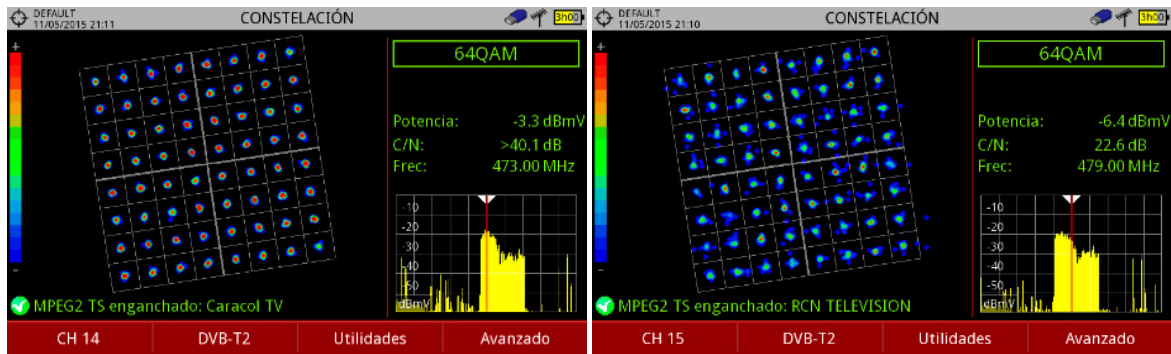 DEFAULT
11/05/2015 21:11
CONSTELACIÓN
3h00
+
-
64QAM
Potencia: -3.3 dBmV
C/N: >40.1 dB
Frec: 473.00 MHz
-10
-20
-30
-40
-50
dBmV
MPEG2 TS enganchado: Caracol TV
CH 14 DVB-T2 Utilidades Avanzado
DEFAULT
11/05/2015 21:10
CONSTELACIÓN
3h00
+
-
64QAM
Potencia: -6.4 dBmV
C/N: 22.6 dB
Frec: 479.00 MHz
-10
-20
-30
-40
-50
dBmV
MPEG2 TS enganchado: RCN TELEVISION
CH 15 DVB-T2 Utilidades Avanzado